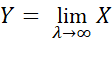 Y = lim X
λ→∞